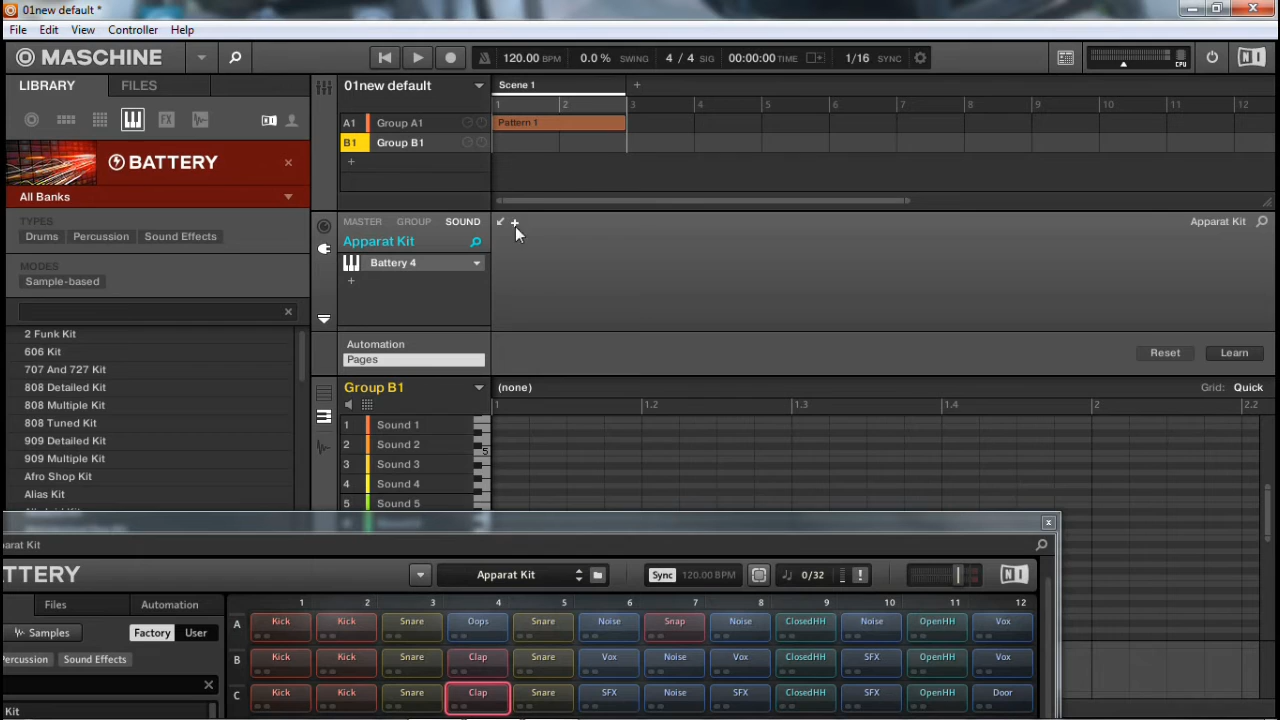 01new default *
File Edit View Controller Help
MASCHINE 120.00 BPM 0.0 % SWING 4 / 4 SIG 00:00:00 TIME 1/16 SYNC CPU
LIBRARY FILES 01new default Scene 1 +
1 2 3 4 5 6 7 8 9 10 11 12
A1 Group A1 Pattern 1
B1 Group B1
+
BATTERY
All Banks
TYPES
Drums Percussion Sound Effects
MODES
Sample-based
MASTER GROUP SOUND + Apparat Kit
Apparat Kit
Battery 4
+
Automation
Pages
Reset Learn
2 Funk Kit
606 Kit
707 And 727 Kit
808 Detailed Kit
808 Multiple Kit
808 Tuned Kit
909 Detailed Kit
909 Multiple Kit
Afro Shop Kit
Alias Kit
Group B1 (none) Grid: Quick
1 1.2 1.3 1.4 2 2.2
1 Sound 1
2 Sound 2
3 Sound 3
4 Sound 4
5 Sound 5
parat Kit
TTERY Apparat Kit Sync 120.00 BPM 0/32 !
Files Automation
Samples Factory User
ercussion Sound Effects
Kit
1 2 3 4 5 6 7 8 9 10 11 12
A Kick Kick Snare Oops Snare Noise Snap Noise ClosedHH Noise OpenHH Vox
B Kick Kick Snare Clap Snare Vox Noise Vox ClosedHH SFX OpenHH Vox
C Kick Kick Snare Clap Snare SFX Noise SFX ClosedHH SFX OpenHH Door